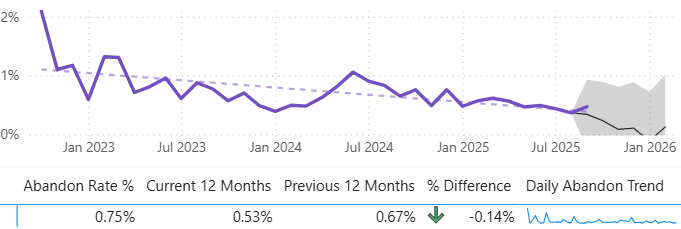 2%
1%
0%
Jan 2023 Jul 2023 Jan 2024 Jul 2024 Jan 2025 Jul 2025 Jan 2026
Abandon Rate % Current 12 Months Previous 12 Months % Difference Daily Abandon Trend
0.75% 0.53% 0.67% -0.14%